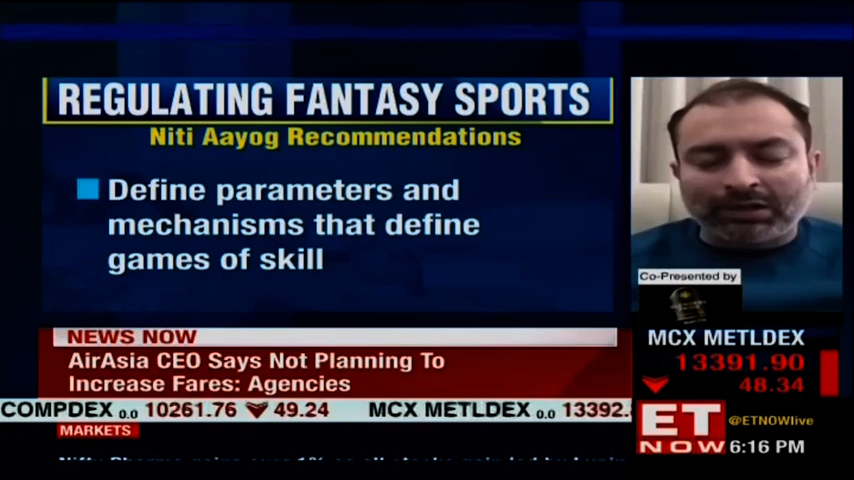 REGULATING FANTASY SPORTS
Niti Aayog Recommendations
Define parameters and
mechanisms that define
games of skill
Co-Presented by
NEWS NOW
AirAsia CEO Says Not Planning To
Increase Fares: Agencies
MCX METLDEX
13391.90
48.34
COMPDEX 0.0 10261.76 49.24 MCX METLDEX 0.0 13392.
MARKETS
ET
NOW
@ETNOWlive
6:16 PM